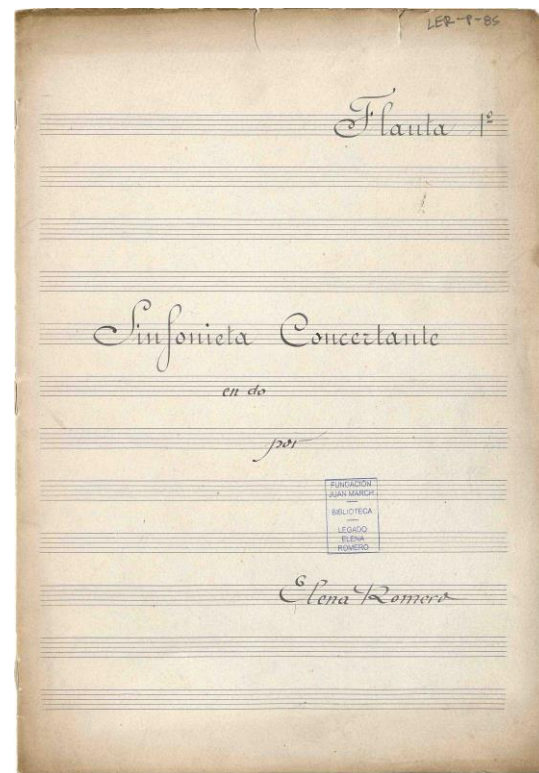 LER-P-85
Flauta 1ª
Sinfonieta Concertante
en do
por
FUNDACIÓN
JUAN MARCH
BIBLIOTECA
LEGADO
ELENA
ROMERO
Elena Romero